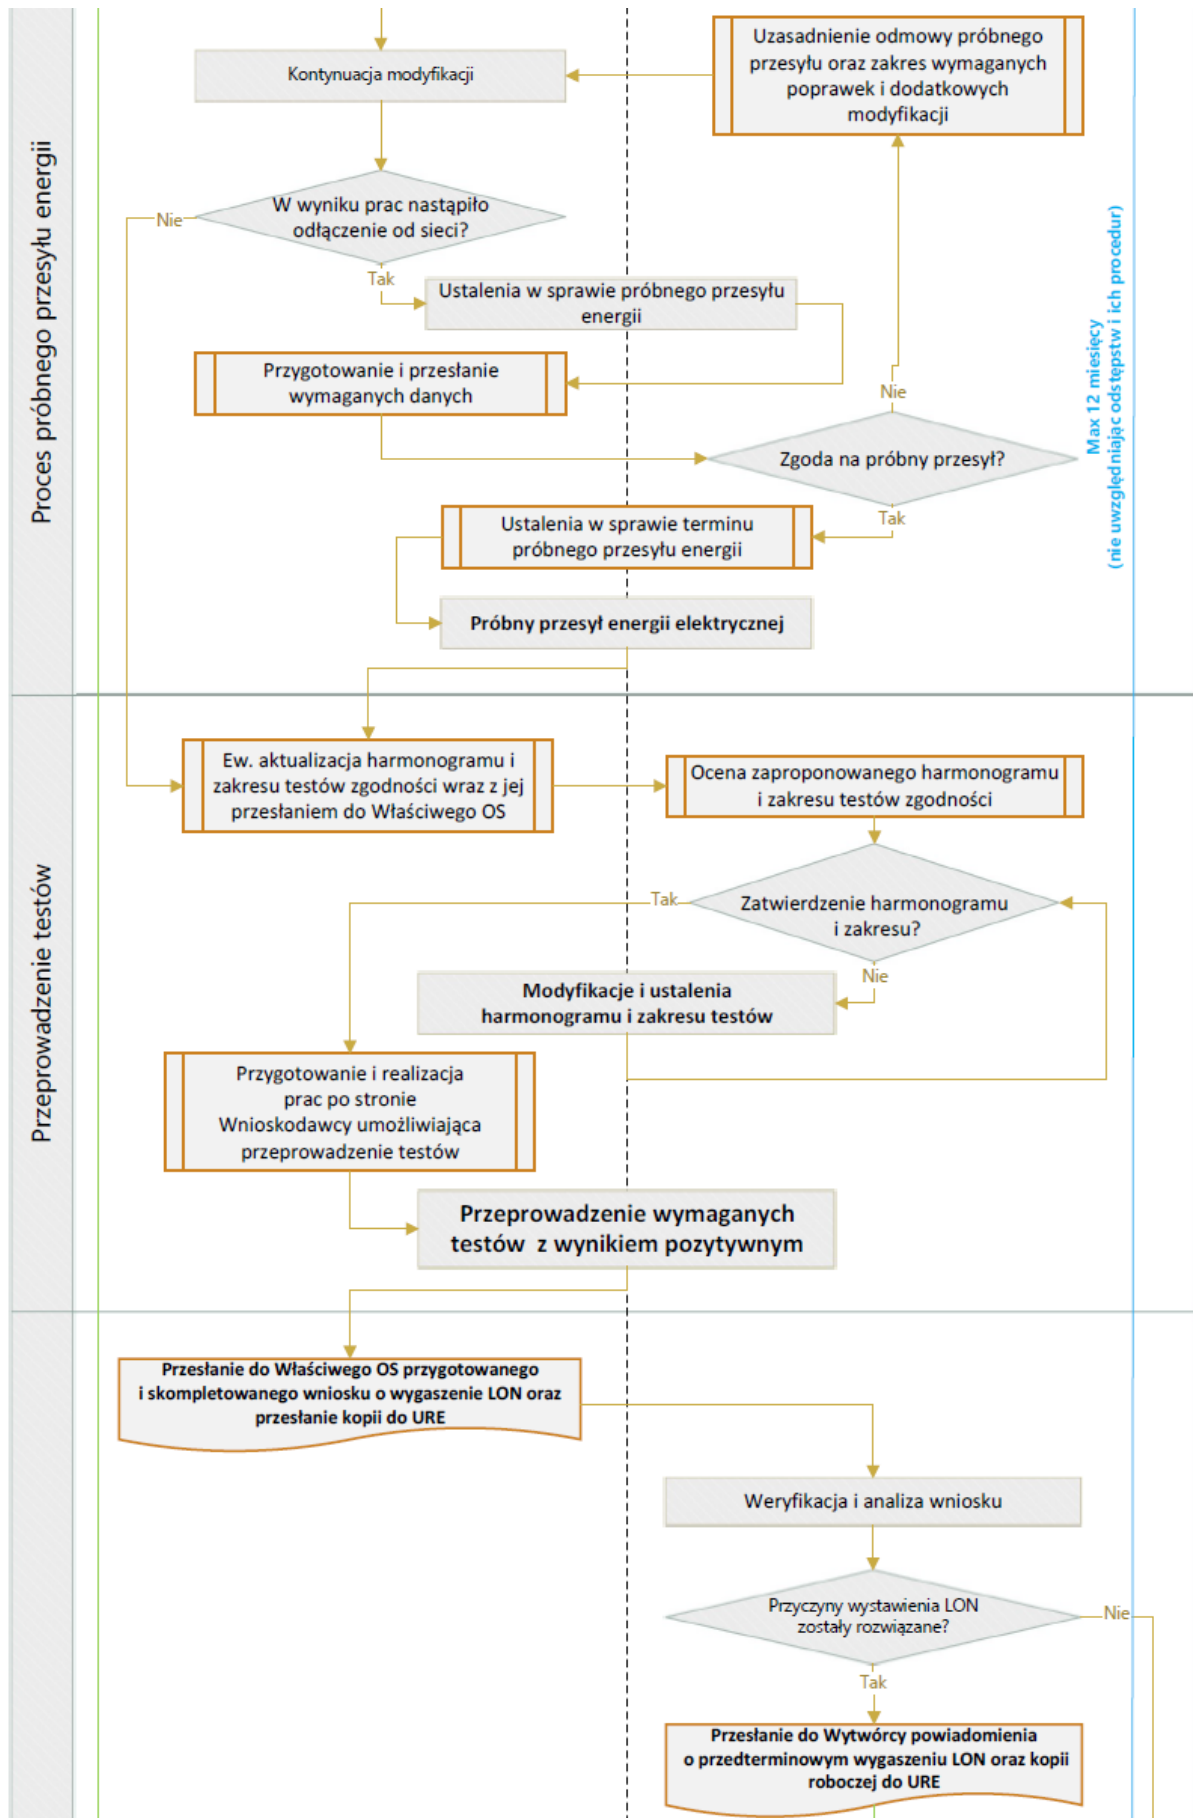 Proces próbnego przesyłu energii
Kontynuacja modyfikacji
Uzasadnienie odmowy próbnego
przesyłu oraz zakres wymaganych
poprawek i dodatkowych
modyfikacji
W wyniku prac nastąpiło
odłączenie od sieci?
Nie
Tak
Ustalenia w sprawie próbnego przesyłu
energii
Przygotowanie i przesłanie
wymaganych danych
Nie
Zgoda na próbny przesył?
Tak
Ustalenia w sprawie terminu
próbnego przesyłu energii
Próbny przesył energii elektrycznej
Max 12 miesięcy
(nie uwzględniając odstępstw i ich procedur)
Przeprowadzenie testów
Ew. aktualizacja harmonogramu i
zakresu testów zgodności wraz z jej
przesłaniem do Właściwego OS
Ocena zaproponowanego harmonogramu
i zakresu testów zgodności
Tak
Zatwierdzenie harmonogramu
i zakresu?
Nie
Modyfikacje i ustalenia
harmonogramu i zakresu testów
Przygotowanie i realizacja
prac po stronie
Wnioskodawcy umożliwiająca
przeprowadzenie testów
Przeprowadzenie wymaganych
testów z wynikiem pozytywnym
Przesłanie do Właściwego OS przygotowanego
i skompletowanego wniosku o wygaszenie LON oraz
przesłanie kopii do URE
Weryfikacja i analiza wniosku
Przyczyny wystawienia LON
zostały rozwiązane?
Nie
Tak
Przesłanie do Wytwórcy powiadomienia
o przedterminowym wygaszeniu LON oraz kopii
roboczej do URE